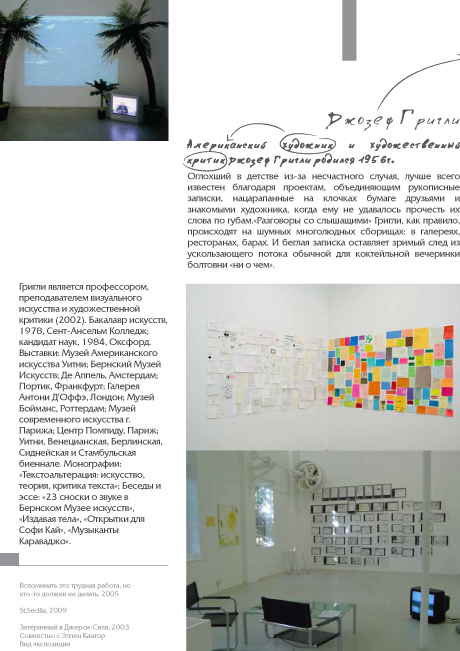 Джозеф Григли
Американский художник и художественный
критик Джозеф Григли родился 1956г.
Оглохший в детстве из-за несчастного случая, лучше всего
известен благодаря проектам, объединяющим рукописные
записки, нацарапанные на клочках бумаге друзьями и
знакомыми художника, когда ему не удавалось прочесть их
слова по губам.«Разговоры со слышащими» Григли, как правило,
происходят на шумных многолюдных сборищах: в галереях,
ресторанах, барах. И беглая записка оставляет зримый след из
ускользающего потока обычной для коктейльной вечеринки
болтовни «ни о чем».
Григли является профессором,
преподавателем визуального
искусства и художественной
критики (2002). Бакалавр искусств,
1978, Сент-Ансельм Колледж;
кандидат наук, 1984, Оксфорд.
Выставки: Музей Американского
искусства Уитни; Бернский Музей
Искусств; Де Аппель, Амстердам;
Портик, Франкфурт; Галерея
Антони Д'Оффэ, Лондон; Музей
Бойманс, Роттердам; Музей
современного искусства г.
Парижа; Центр Помпиду, Париж;
Уитни, Венецианская, Берлинская,
Сиднейская и Стамбульская
биеннале. Монографии:
«Текстоальтерация: искусство,
теория, критика текста»; Беседы и
эссе: «23 сноски о звуке в
Бернском Музее искусств»,
«Издавая тела», «Открытки для
Софи Кай», «Музыканты
Караваджо».
Вспоминать это трудная работа, но
кто-то должен ее делать, 2005
St.Secilia, 2009
Затерянный в Джерси-Сити, 2003
Совместно с Эллен Кантор
Вид экспозиции